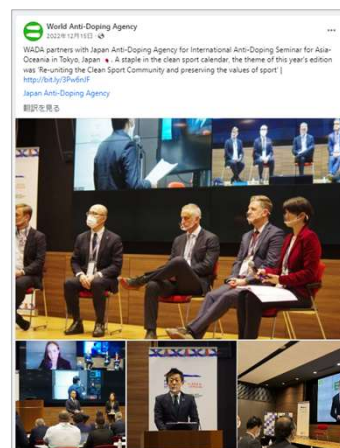 World Anti-Doping Agency
2022年12月15日
WADA partners with Japan Anti-Doping Agency for International Anti-Doping Seminar for Asia-
Oceania in Tokyo, Japan . A staple in the clean sport calendar, the theme of this year's edition
was 'Re-uniting the Clean Sport Community and preserving the values of sport' |
http://bit.ly/3Pw6nJF
Japan Anti-Doping Agency
翻訳を見る